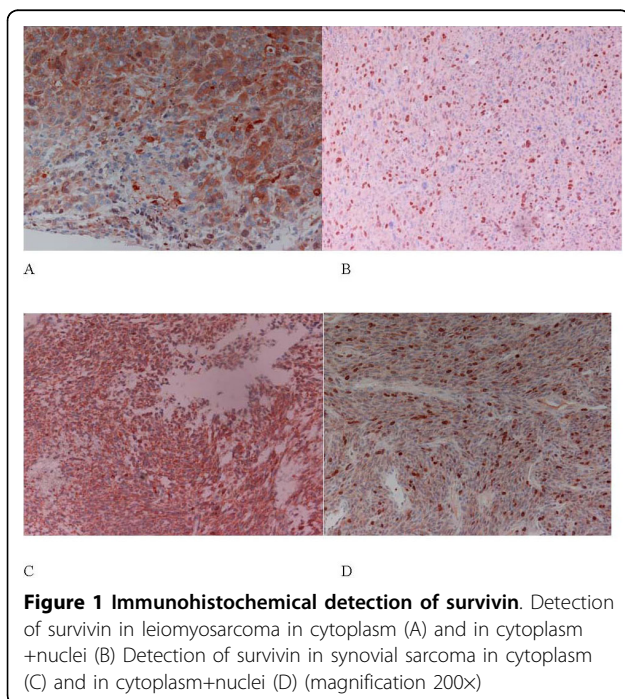 A B
C D
Figure 1 Immunohistochemical detection of survivin. Detection
of survivin in leiomyosarcoma in cytoplasm (A) and in cytoplasm
+nuclei (B) Detection of survivin in synovial sarcoma in cytoplasm
(C) and in cytoplasm+nuclei (D) (magnification 200×)